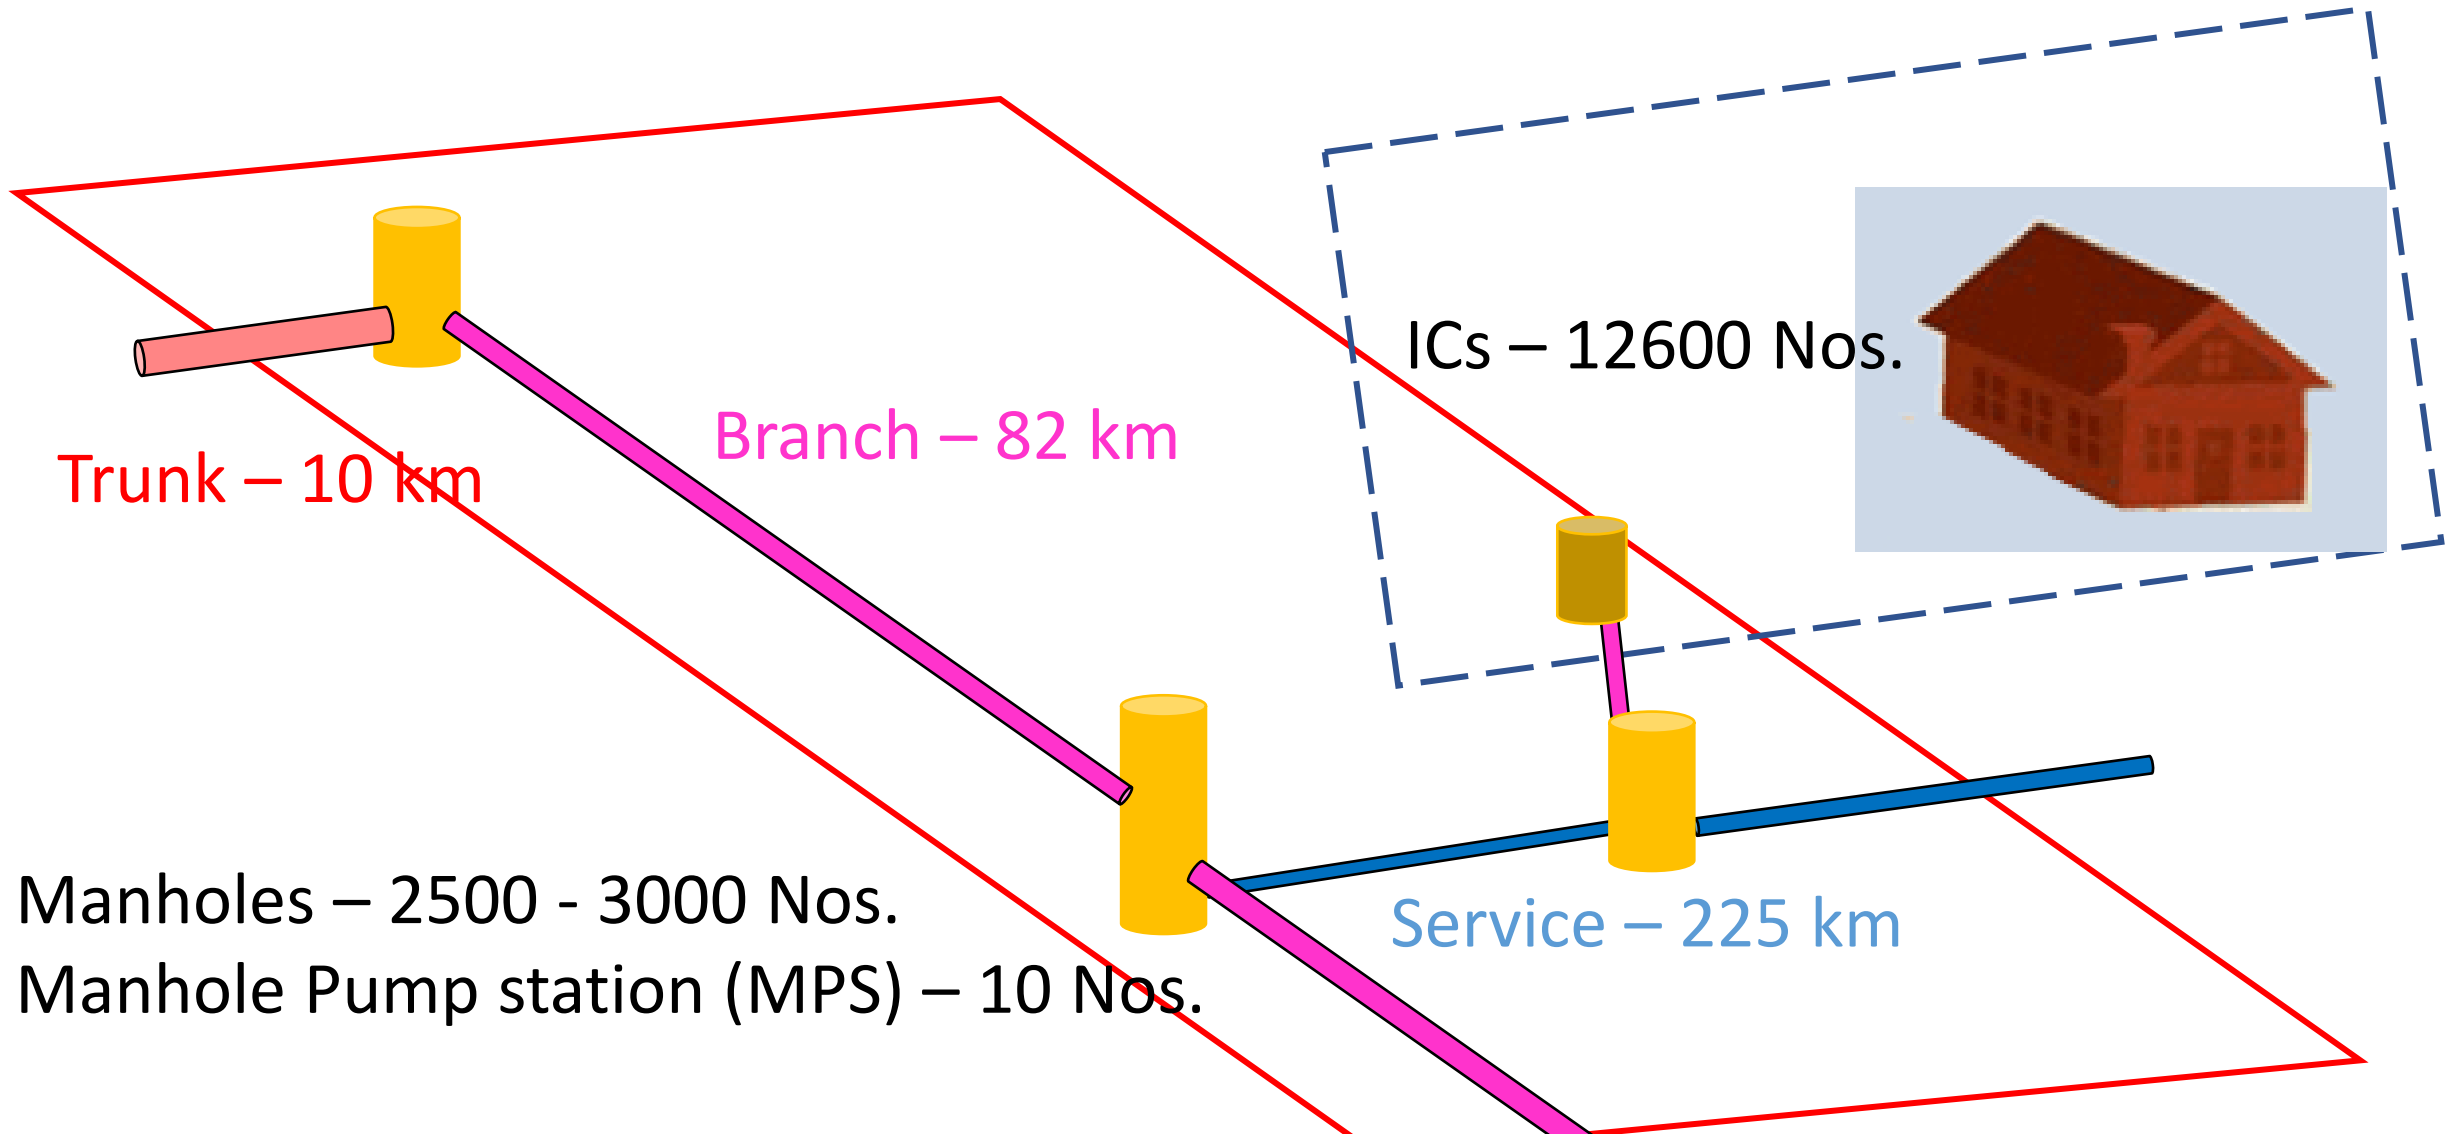 ICs – 12600 Nos.
Branch – 82 km
Trunk – 10 km
Manholes – 2500 - 3000 Nos.
Service – 225 km
Manhole Pump station (MPS) – 10 Nos.